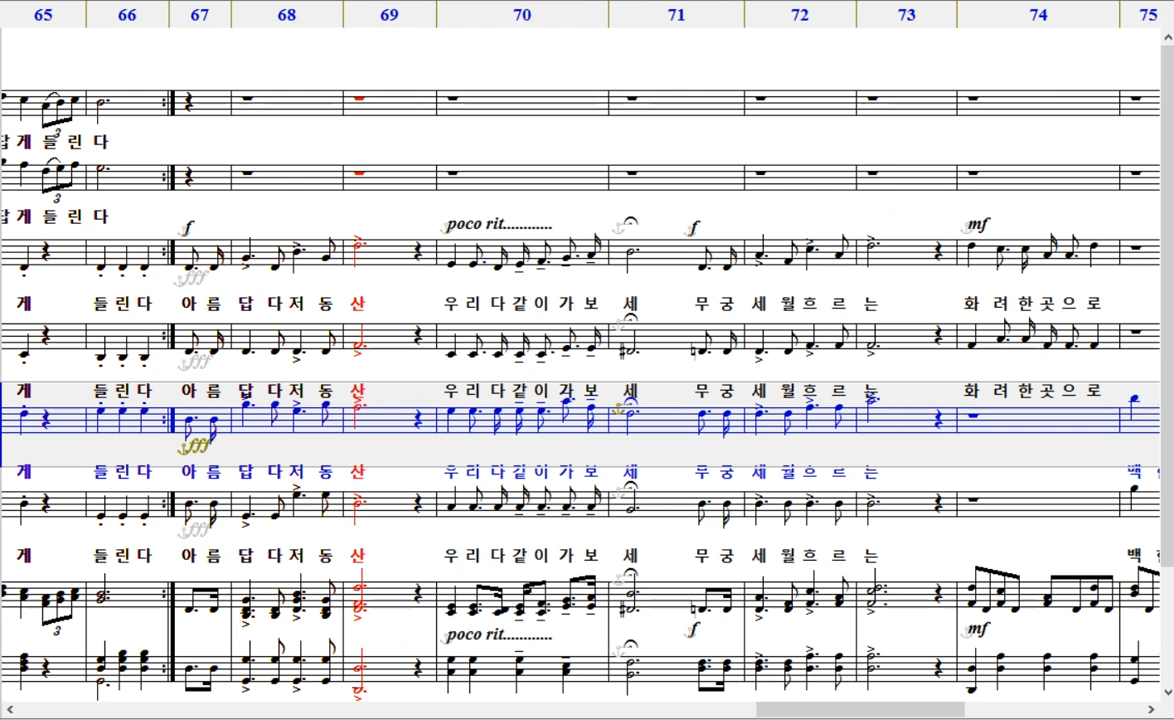 65 66 67 68 69 70 71 72 73 74 75
3
답 게 들 린 다
3
답 게 들 린 다
f poco rit............ f mf
fff
게 들 린 다 아 름 답 다 저 동 산 우 리 다 같 이 가 보 세 무 궁 세 월 흐 르 는 화 려 한 곳 으 로
fff
게 들 린 다 아 름 답 다 저 동 산 우 리 다 같 이 가 보 세 무 궁 세 월 흐 르 는 화 려 한 곳 으 로
fff
게 들 린 다 아 름 답 다 저 동 산 우 리 다 같 이 가 보 세 무 궁 세 월 흐 르 는 백
fff
게 들 린 다 아 름 답 다 저 동 산 우 리 다 같 이 가 보 세 무 궁 세 월 흐 르 는 백
3
poco rit............ f mf